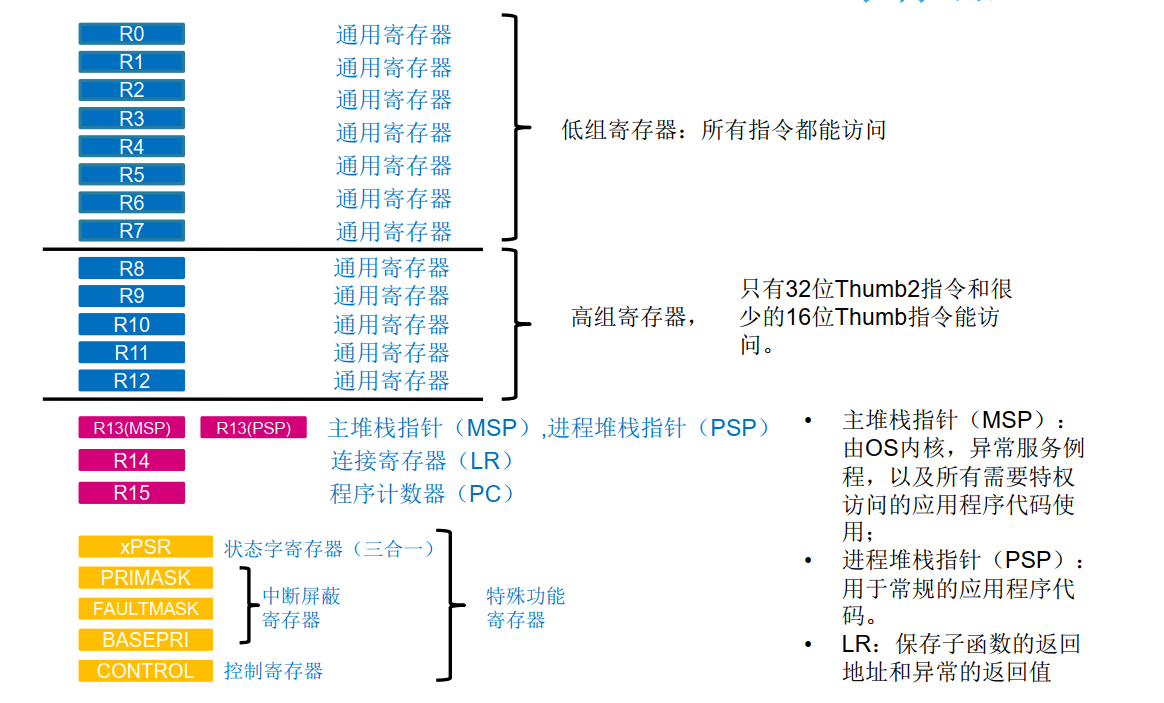 R0 通用寄存器
R1 通用寄存器
R2 通用寄存器
R3 通用寄存器
R4 通用寄存器
R5 通用寄存器
R6 通用寄存器
R7 通用寄存器
低组寄存器：所有指令都能访问
R8 通用寄存器
R9 通用寄存器
R10 通用寄存器
R11 通用寄存器
R12 通用寄存器
高组寄存器，
只有32位Thumb2指令和很
少的16位Thumb指令能访
问。
R13(MSP) R13(PSP) 主堆栈指针（MSP）,进程堆栈指针（PSP）
R14 连接寄存器（LR）
R15 程序计数器（PC）
xPSR 状态字寄存器（三合一）
PRIMASK
FAULTMASK
BASEPRI
中断屏蔽
寄存器
CONTROL 控制寄存器
特殊功能
寄存器
• 主堆栈指针（MSP）：
由OS内核，异常服务例
程，以及所有需要特权
访问的应用程序代码使
用；
• 进程堆栈指针（PSP）：
用于常规的应用程序代
码。
• LR：保存子函数的返回
地址和异常的返回值